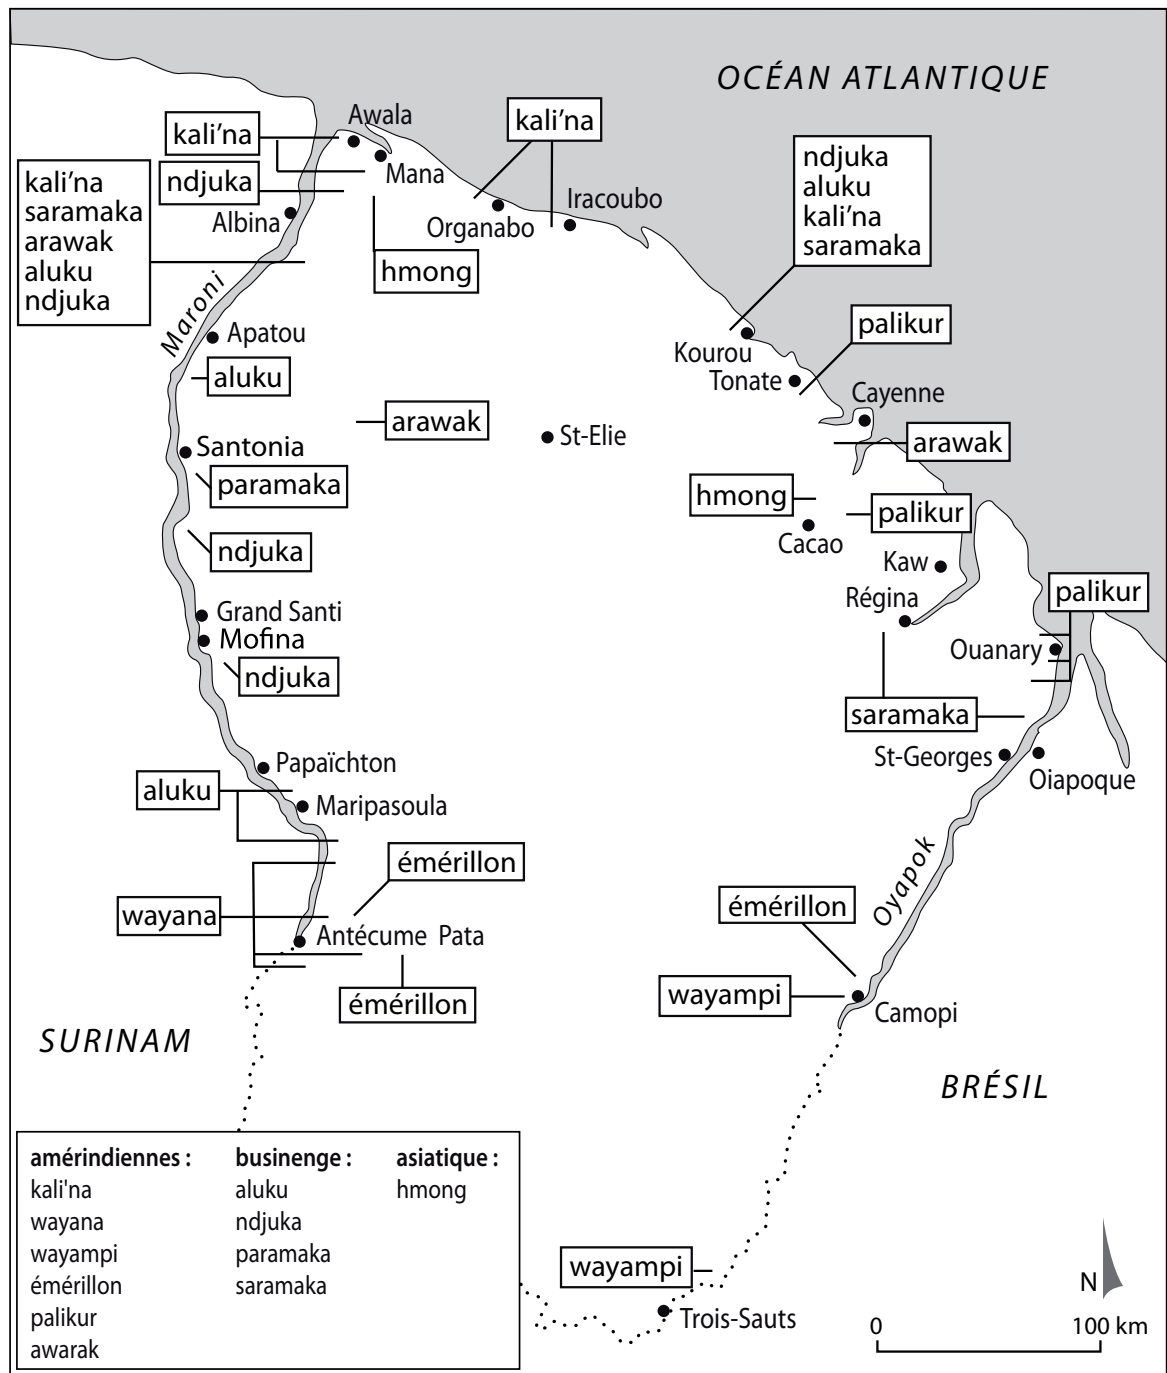 OCÉAN ATLANTIQUE
Awala
kali'na
kali'na
Mana
ndjuka
aluku
kali'na
saramaka
kali'na
saramaka
arawak
aluku
ndjuka
ndjuka
Albina
Iracoubo
Organabo
hmong
Maroni
Apatou
palikur
Kourou
Tonate
aluku
Cayenne
arawak
St-Elie
arawak
Santonia
paramaka
hmong
palikur
Cacao
ndjuka
Kaw
palikur
Régina
Grand Santi
Mofina
Ouanary
ndjuka
saramaka
St-Georges
Oiapoque
Papaïchton
aluku
Maripasoula
émérillon
Oyapok
wayana
émérillon
Antécume Pata
émérillon
wayampi
Camopi
SURINAM
BRÉSIL
amérindiennes :
kali'na
wayana
wayampi
émérillon
palikur
awarak
businenge :
aluku
ndjuka
paramaka
saramaka
asiatique :
hmong
wayampi
Trois-Sauts
N
0
100 km